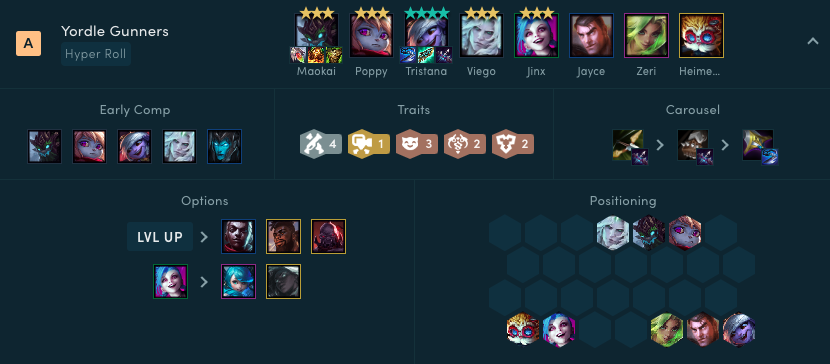 A
Yordle Gunners
Hyper Roll
Maokai Poppy Tristana Viego Jinx Jayce Zeri Heime...
Early Comp
Traits
4 1 3 2 2
Carousel
Options
LVL UP
Positioning